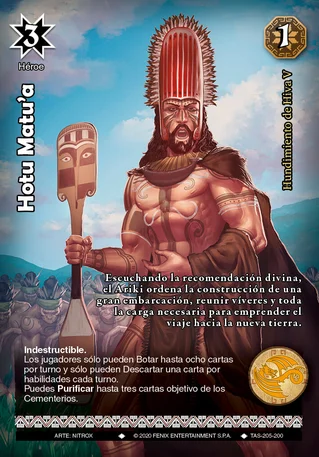 3
1
Héroe
Hotu Matu'a
Hundimiento de Hiva V
Escuchando la recomendación divina,
el Ariki ordena la construcción de una
gran embarcación, reunir víveres y toda
la carga necesaria para emprender el
viaje hacia la nueva tierra.
Indestructible.
Los jugadores sólo pueden Botar hasta ocho cartas
por turno y sólo pueden Descartar una carta por
habilidades cada turno.
Puedes Purificar hasta tres cartas objetivo de los
Cementerios.
ARTE: NITROX
© 2020 FENIX ENTERTAINMENT S.P.A.
TAS-205-200